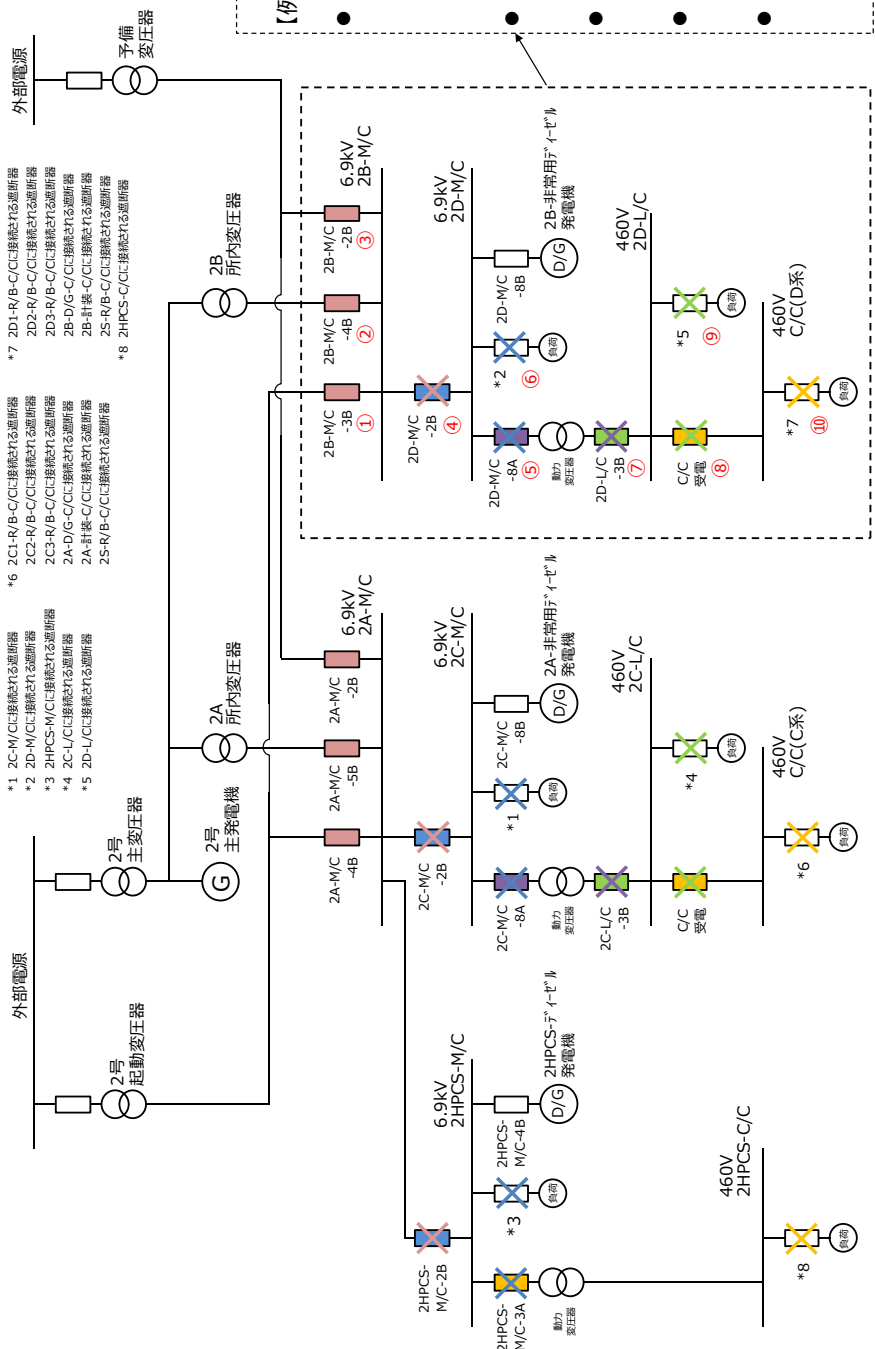 外部電源
2号
起動変圧器
2号
主変圧器
G
2号
主発電機
2A
所内変圧器
2B
所内変圧器
外部電源
予備
変圧器
*1 2C-M/Cに接続される遮断器
*2 2D-M/Cに接続される遮断器
*3 2HPCS-M/Cに接続される遮断器
*4 2C-L/Cに接続される遮断器
*5 2D-L/Cに接続される遮断器
*6 2C1-R/B-C/Cに接続される遮断器
2C2-R/B-C/Cに接続される遮断器
2C3-R/B-C/Cに接続される遮断器
2A-D/G-C/Cに接続される遮断器
2A-計装-C/Cに接続される遮断器
2S-R/B-C/Cに接続される遮断器
*7 2D1-R/B-C/Cに接続される遮断器
2D2-R/B-C/Cに接続される遮断器
2D3-R/B-C/Cに接続される遮断器
2B-D/G-C/Cに接続される遮断器
2B-計装-C/Cに接続される遮断器
2S-R/B-C/Cに接続される遮断器
*8 2HPCS-C/Cに接続される遮断器
2HPCS-
M/C-2B
6.9kV
2HPCS-M/C
2HPCS-
M/C-3A
動力
変圧器
*3
負荷
2HPCS-
M/C-4B
D/G
2HPCS-ディーゼル
発電機
460V
2HPCS-C/C
*8
負荷
2A-M/C
-4B
2A-M/C
-5B
2A-M/C
-2B
6.9kV
2A-M/C
2C-M/C
-2B
6.9kV
2C-M/C
2C-M/C
-8A
動力
変圧器
*1
負荷
2C-M/C
-8B
D/G
2A-非常用ディーゼル
発電機
2C-L/C
-3B
460V
2C-L/C
C/C
受電
*4
負荷
460V
C/C(C系)
*6
負荷
2B-M/C
-3B
①
2B-M/C
-4B
②
2B-M/C
-2B
③
6.9kV
2B-M/C
2D-M/C
-2B
④
6.9kV
2D-M/C
2D-M/C
-8A
⑤
動力
変圧器
*2
⑥
負荷
2D-M/C
-8B
D/G
2B-非常用ディーゼル
発電機
2D-L/C
-3B
⑦
460V
2D-L/C
C/C
受電
⑧
*5
⑨
負荷
460V
C/C(D系)
*7
⑩
負荷
●
●
●
●
●